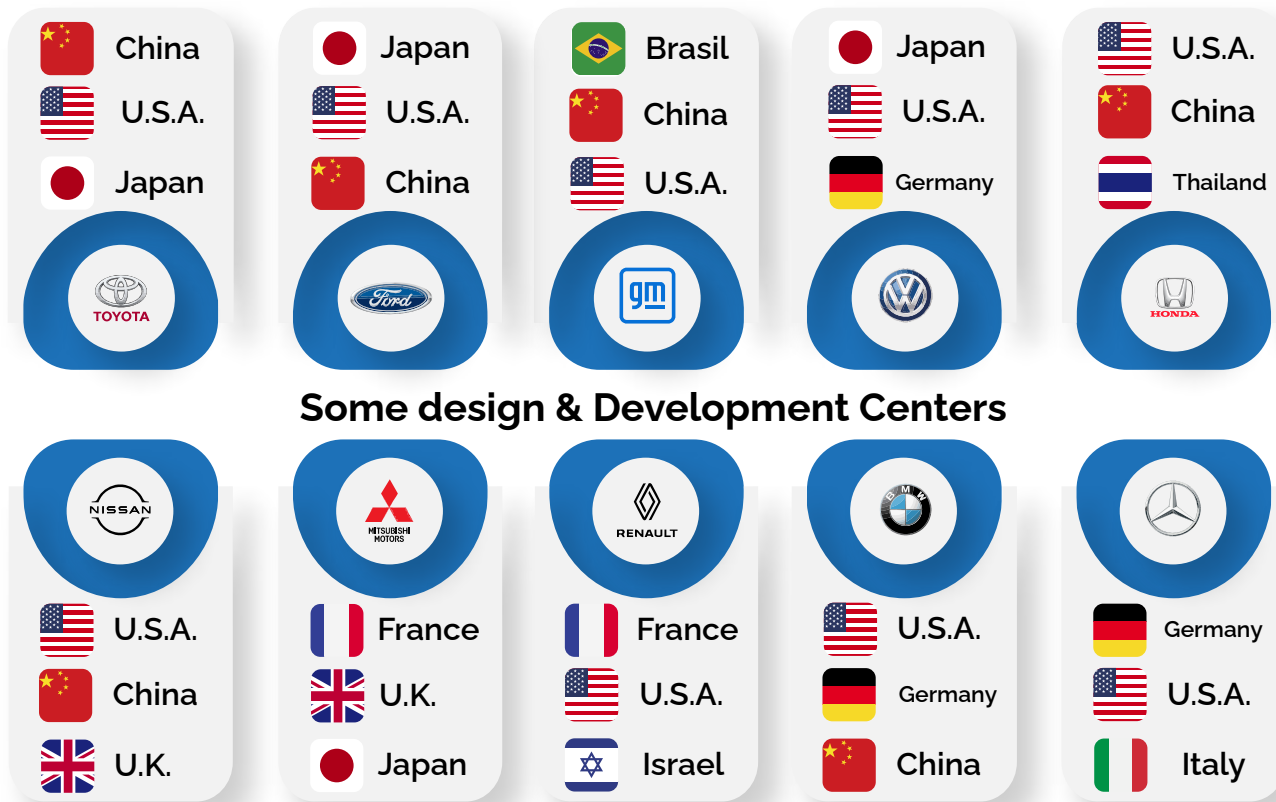 China
U.S.A.
Japan
TOYOTA
Japan
U.S.A.
China
Ford
Brasil
China
U.S.A.
gm
Japan
U.S.A.
Germany
U.S.A.
China
Thailand
HONDA
Some design & Development Centers
NISSAN
U.S.A.
China
U.K.
MITSUBISHI
MOTORS
France
U.K.
Japan
RENAULT
France
U.S.A.
Israel
BMW
U.S.A.
Germany
China
Germany
U.S.A.
Italy